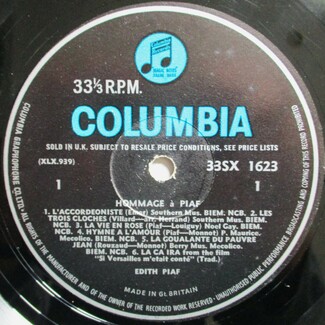 33⅓ R.P.M.
COLUMBIA
SOLD IN U.K. SUBJECT TO RESALE PRICE CONDITIONS, SEE PRICE LISTS
(XLX.939)
33SX 1623
1
1
HOMMAGE à PIAF
1. L'ACCORDEONISTE (Emer) Southern Mus. BIEM. NCB. 2. LES
TROIS CLOCHES (Villard—arr. Herrand) Southern Mus. BIEM.
NCB. 3. LA VIE EN ROSE (Piaf—Louiguy) Noel Gay. BIEM.
NCB. 4. HYMNE A L'AMOUR (Piaf—Monnot) P. Maurice.
Mecolico. BIEM. NCB. 5. LA GOUALANTE DU PAUVRE
JEAN (Rouzaud—Monnot) Berry Mus. Mecolico.
BIEM. NCB. 6. LA CA IRA from the film
"Si Versailles m'etait conté" (Trad.)
EDITH PIAF
MADE IN Gt. BRITAIN
COLUMBIA GRAPHOPHONE CO. LTD.
ALL RIGHTS OF THE MANUFACTURER AND OF THE OWNER OF THE RECORDED WORK RESERVED
UNAUTHORISED PUBLIC PERFORMANCE, BROADCASTING AND COPYING OF THIS RECORD PROHIBITED